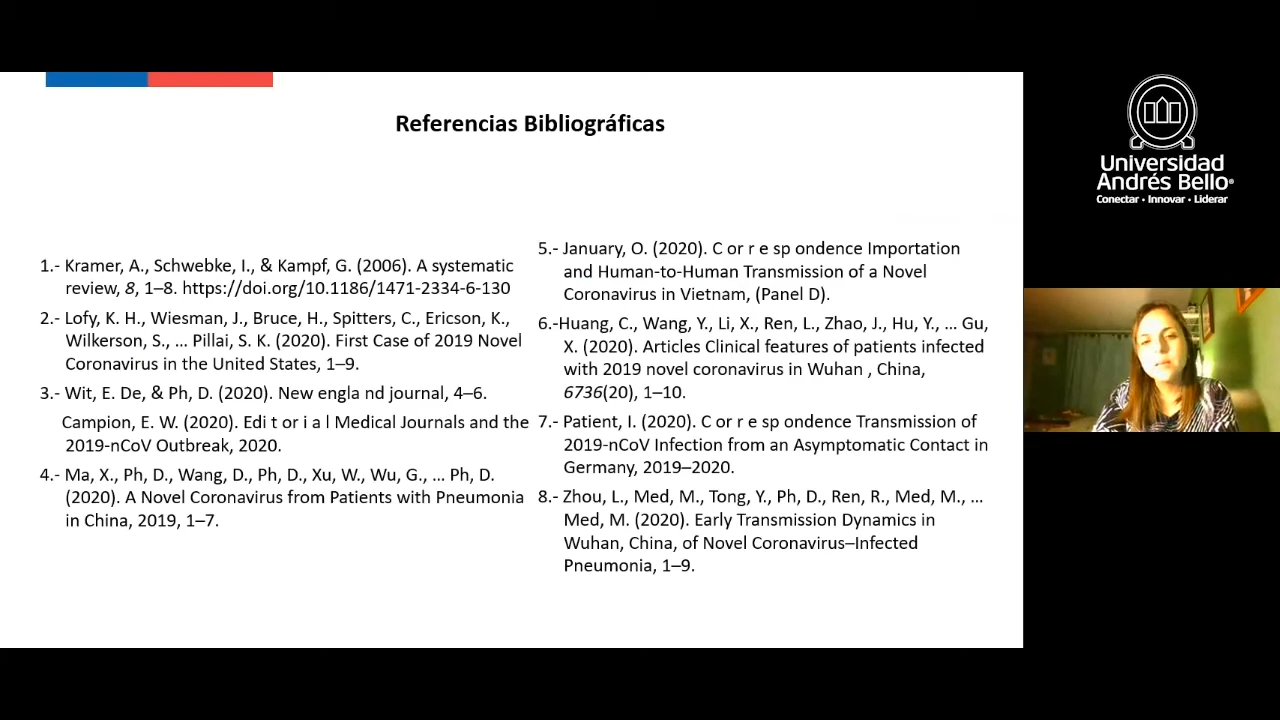 Referencias Bibliográficas
1.- Kramer, A., Schwebke, I., & Kampf, G. (2006). A systematic
review, 8, 1–8. https://doi.org/10.1186/1471-2334-6-130
2.- Lofy, K. H., Wiesman, J., Bruce, H., Spitters, C., Ericson, K.,
Wilkerson, S., … Pillai, S. K. (2020). First Case of 2019 Novel
Coronavirus in the United States, 1–9.
3.- Wit, E. De, & Ph, D. (2020). New engla nd journal, 4–6.
Campion, E. W. (2020). Edi t or i a l Medical Journals and the
2019-nCoV Outbreak, 2020.
4.- Ma, X., Ph, D., Wang, D., Ph, D., Xu, W., Wu, G., … Ph, D.
(2020). A Novel Coronavirus from Patients with Pneumonia
in China, 2019, 1–7.
5.- January, O. (2020). C or r e sp ondence Importation
and Human-to-Human Transmission of a Novel
Coronavirus in Vietnam, (Panel D).
6.-Huang, C., Wang, Y., Li, X., Ren, L., Zhao, J., Hu, Y., … Gu,
X. (2020). Articles Clinical features of patients infected
with 2019 novel coronavirus in Wuhan , China,
6736(20), 1–10.
7.- Patient, I. (2020). C or r e sp ondence Transmission of
2019-nCoV Infection from an Asymptomatic Contact in
Germany, 2019–2020.
8.- Zhou, L., Med, M., Tong, Y., Ph, D., Ren, R., Med, M., …
Med, M. (2020). Early Transmission Dynamics in
Wuhan, China, of Novel Coronavirus–Infected
Pneumonia, 1–9.
Universidad
Andrés Bello®
Conectar • Innovar • Liderar